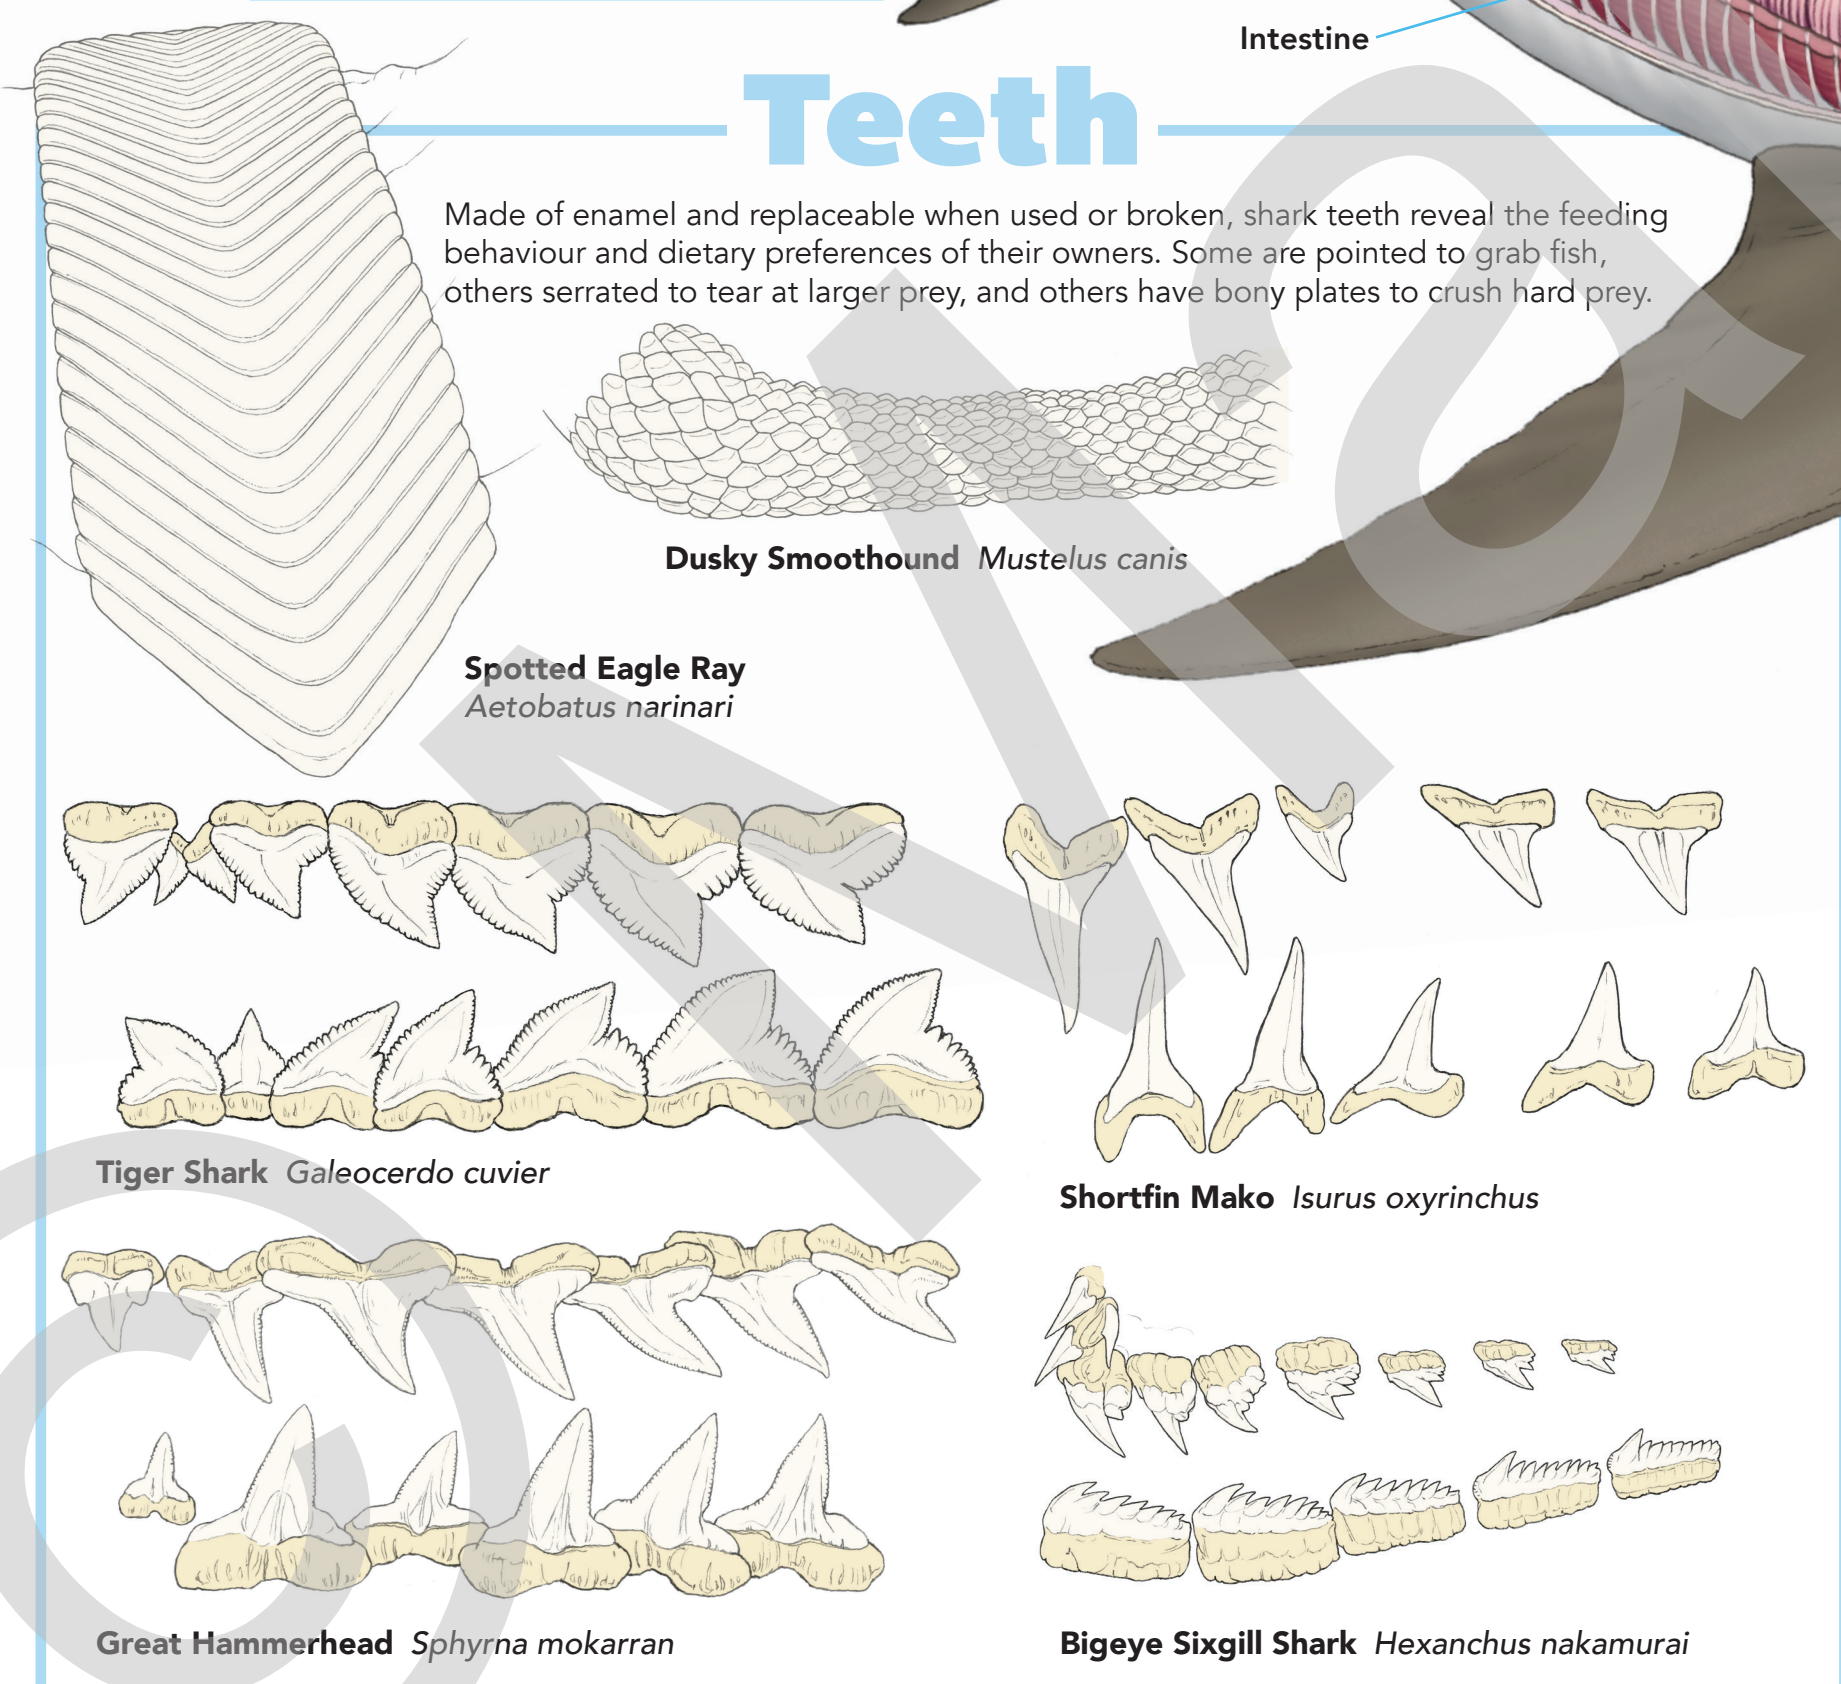 Intestine
Teeth
Made of enamel and replaceable when used or broken, shark teeth reveal the feeding
behaviour and dietary preferences of their owners. Some are pointed to grab fish,
others serrated to tear at larger prey, and others have bony plates to crush hard prey.
Dusky Smoothound Mustelus canis
Spotted Eagle Ray
Aetobatus narinari
Tiger Shark Galeocerdo cuvier
Shortfin Mako Isurus oxyrinchus
Great Hammerhead Sphyrna mokarran
Bigeye Sixgill Shark Hexanchus nakamurai